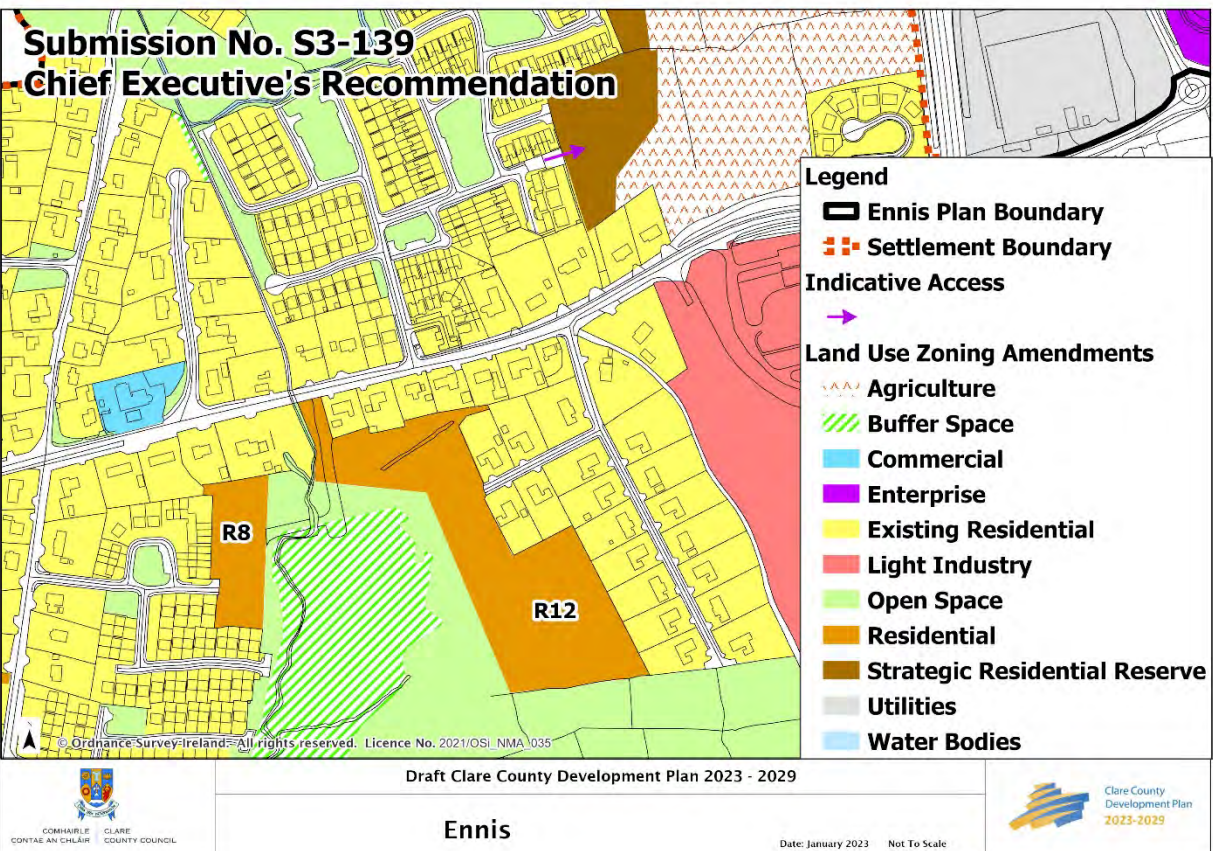 Submission No. S3-139
Chief Executive's Recommendation
Legend
Ennis Plan Boundary
Settlement Boundary
Indicative Access
Land Use Zoning Amendments
Agriculture
Buffer Space
Commercial
Enterprise
Existing Residential
Light Industry
Open Space
Residential
Strategic Residential Reserve
Utilities
Water Bodies
R8
R12
© Ordnance Survey Ireland. All rights reserved. Licence No. 2021/OSi_NMA_035
Draft Clare County Development Plan 2023 - 2029
Ennis
Date: January 2023 Not To Scale
COMHAIRLE CLARE
CONTAE AN CHLÁIR COUNTY COUNCIL
Clare County
Development Plan
2023-2029